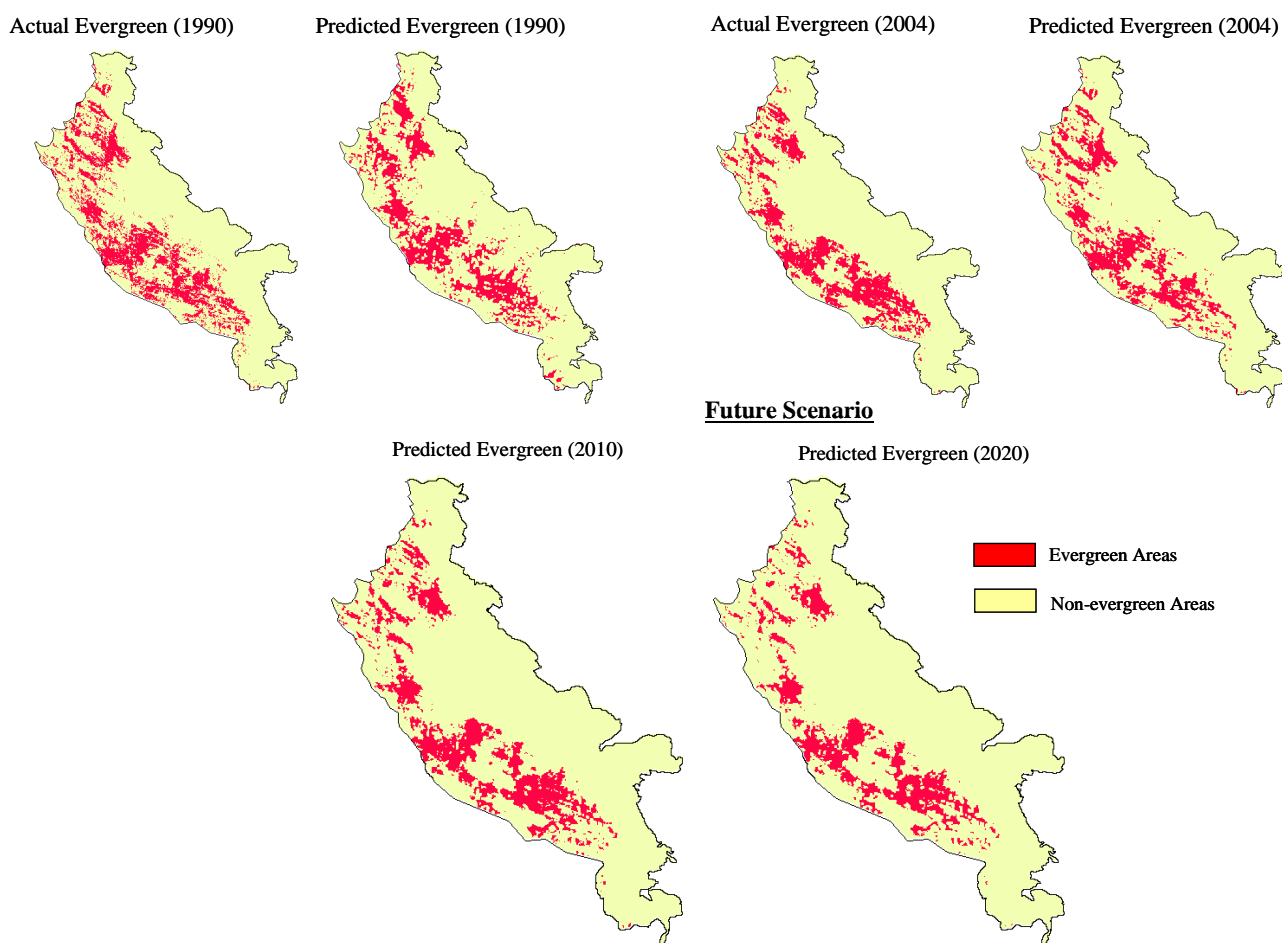 Actual Evergreen (1990)
Predicted Evergreen (1990)
Actual Evergreen (2004)
Predicted Evergreen (2004)
Future Scenario
Predicted Evergreen (2010)
Predicted Evergreen (2020)
Evergreen Areas
Non-evergreen Areas